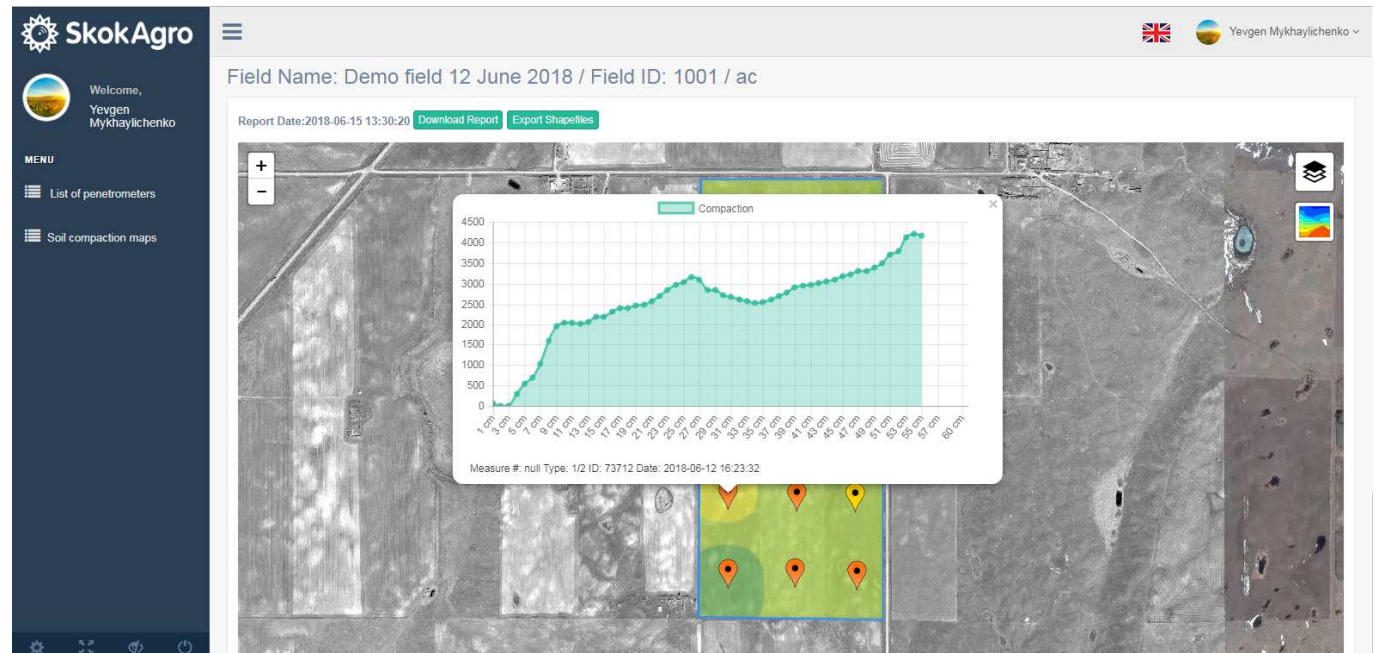 SkokAgro
Yevgen Mykhaylichenko
Welcome,
Yevgen
Mykhaylichenko
MENU
List of penetrometers
Soil compaction maps
Field Name: Demo field 12 June 2018 / Field ID: 1001 / ac
Report Date:2018-06-15 13:30:20 Download Report Export Shapefiles
+
−
×
Compaction
4500
4000
3500
3000
2500
2000
1500
1000
500
0
1 cm 3 cm 5 cm 7 cm 9 cm 11 cm 13 cm 15 cm 17 cm 19 cm 21 cm 23 cm 25 cm 27 cm 29 cm 31 cm 33 cm 35 cm 37 cm 39 cm 41 cm 43 cm 45 cm 47 cm 49 cm 51 cm 53 cm 55 cm 57 cm 60 cm
Measure #: null Type: 1/2 ID: 73712 Date: 2018-06-12 16:23:32